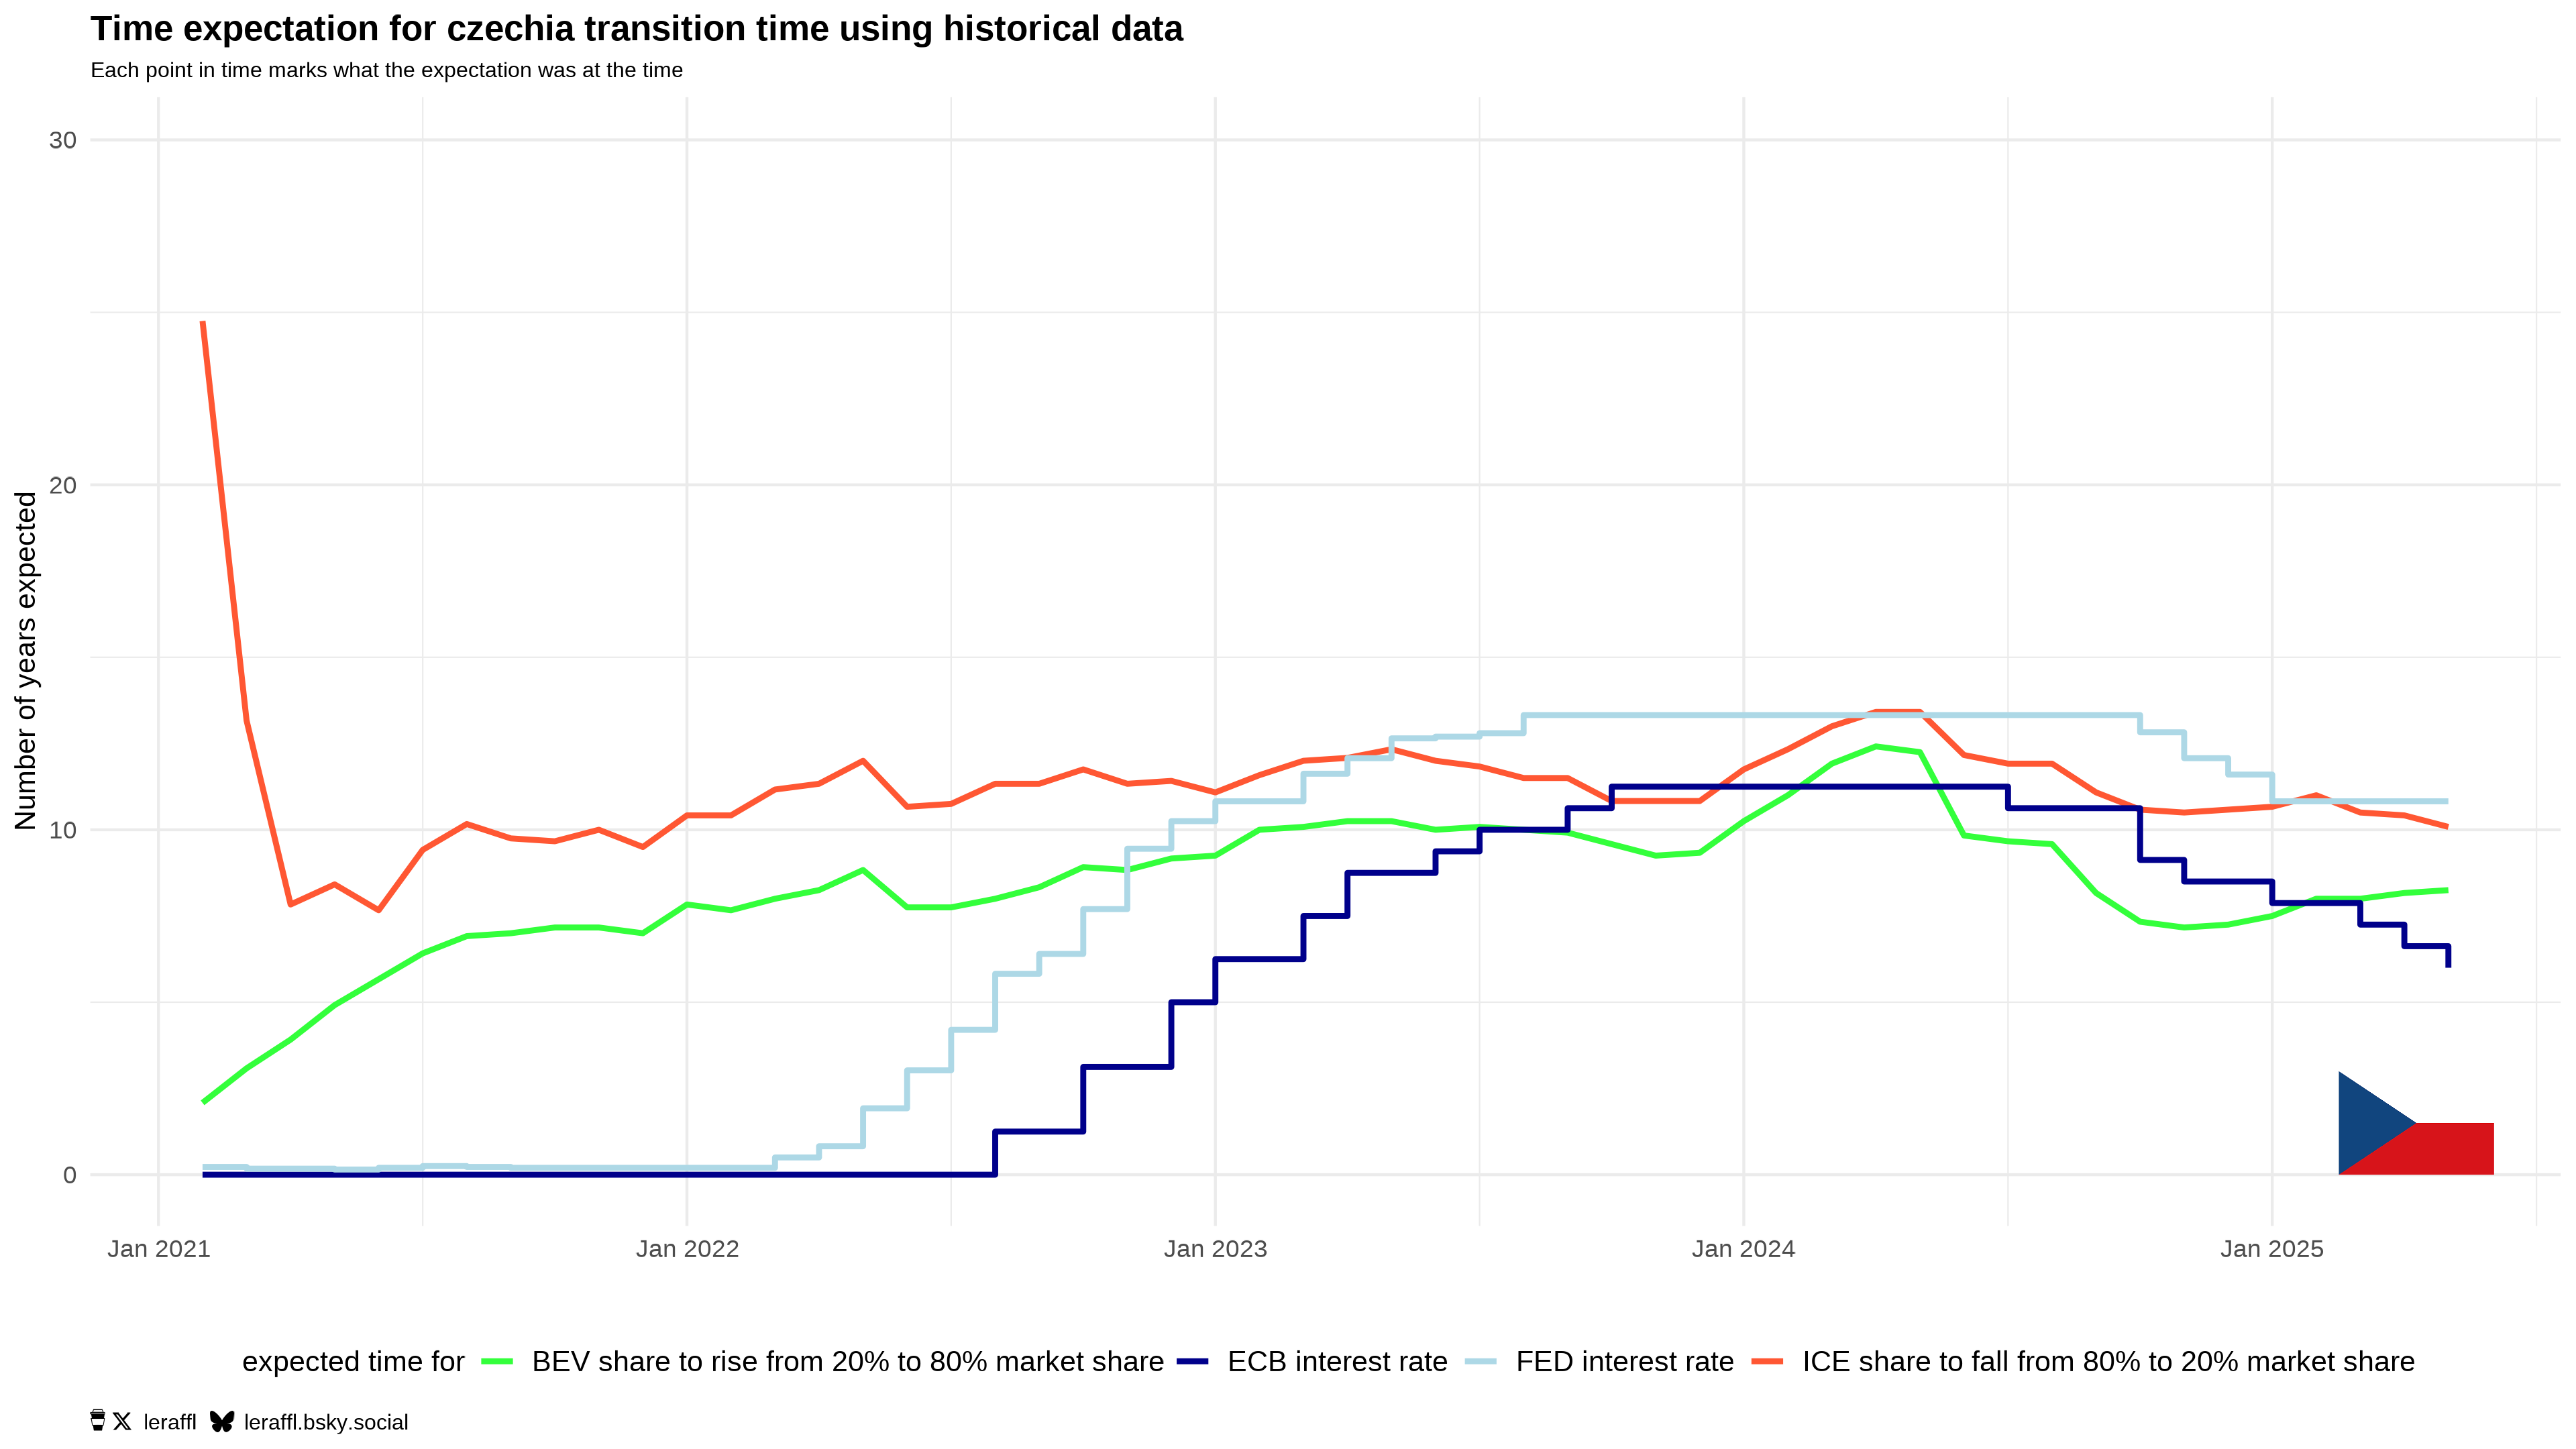 Time expectation for czechia transition time using historical data
Each point in time marks what the expectation was at the time
Number of years expected
30
20
10
0
Jan 2021
Jan 2022
Jan 2023
Jan 2024
Jan 2025
expected time for
BEV share to rise from 20% to 80% market share
ECB interest rate
FED interest rate
ICE share to fall from 80% to 20% market share
leraffl
leraffl.bsky.social